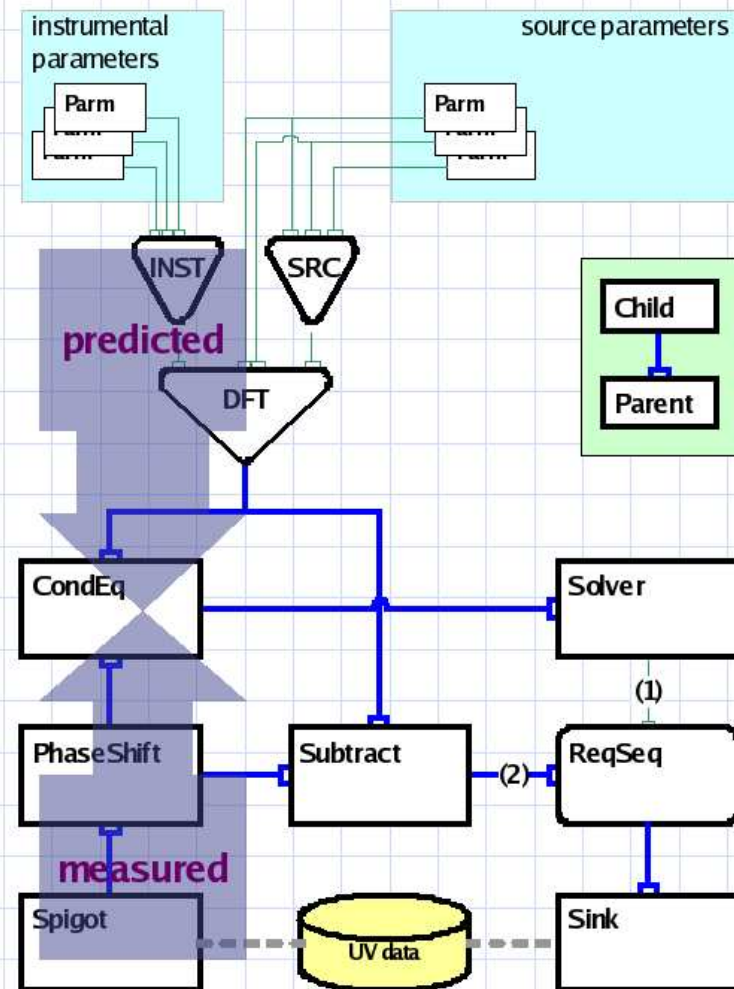 instrumental
parameters
source parameters
Parm
Parm
INST
SRC
predicted
DFT
Child
Parent
CondEq
Solver
(1)
PhaseShift
Subtract
(2)
ReqSeq
measured
Spigot
UV data
Sink